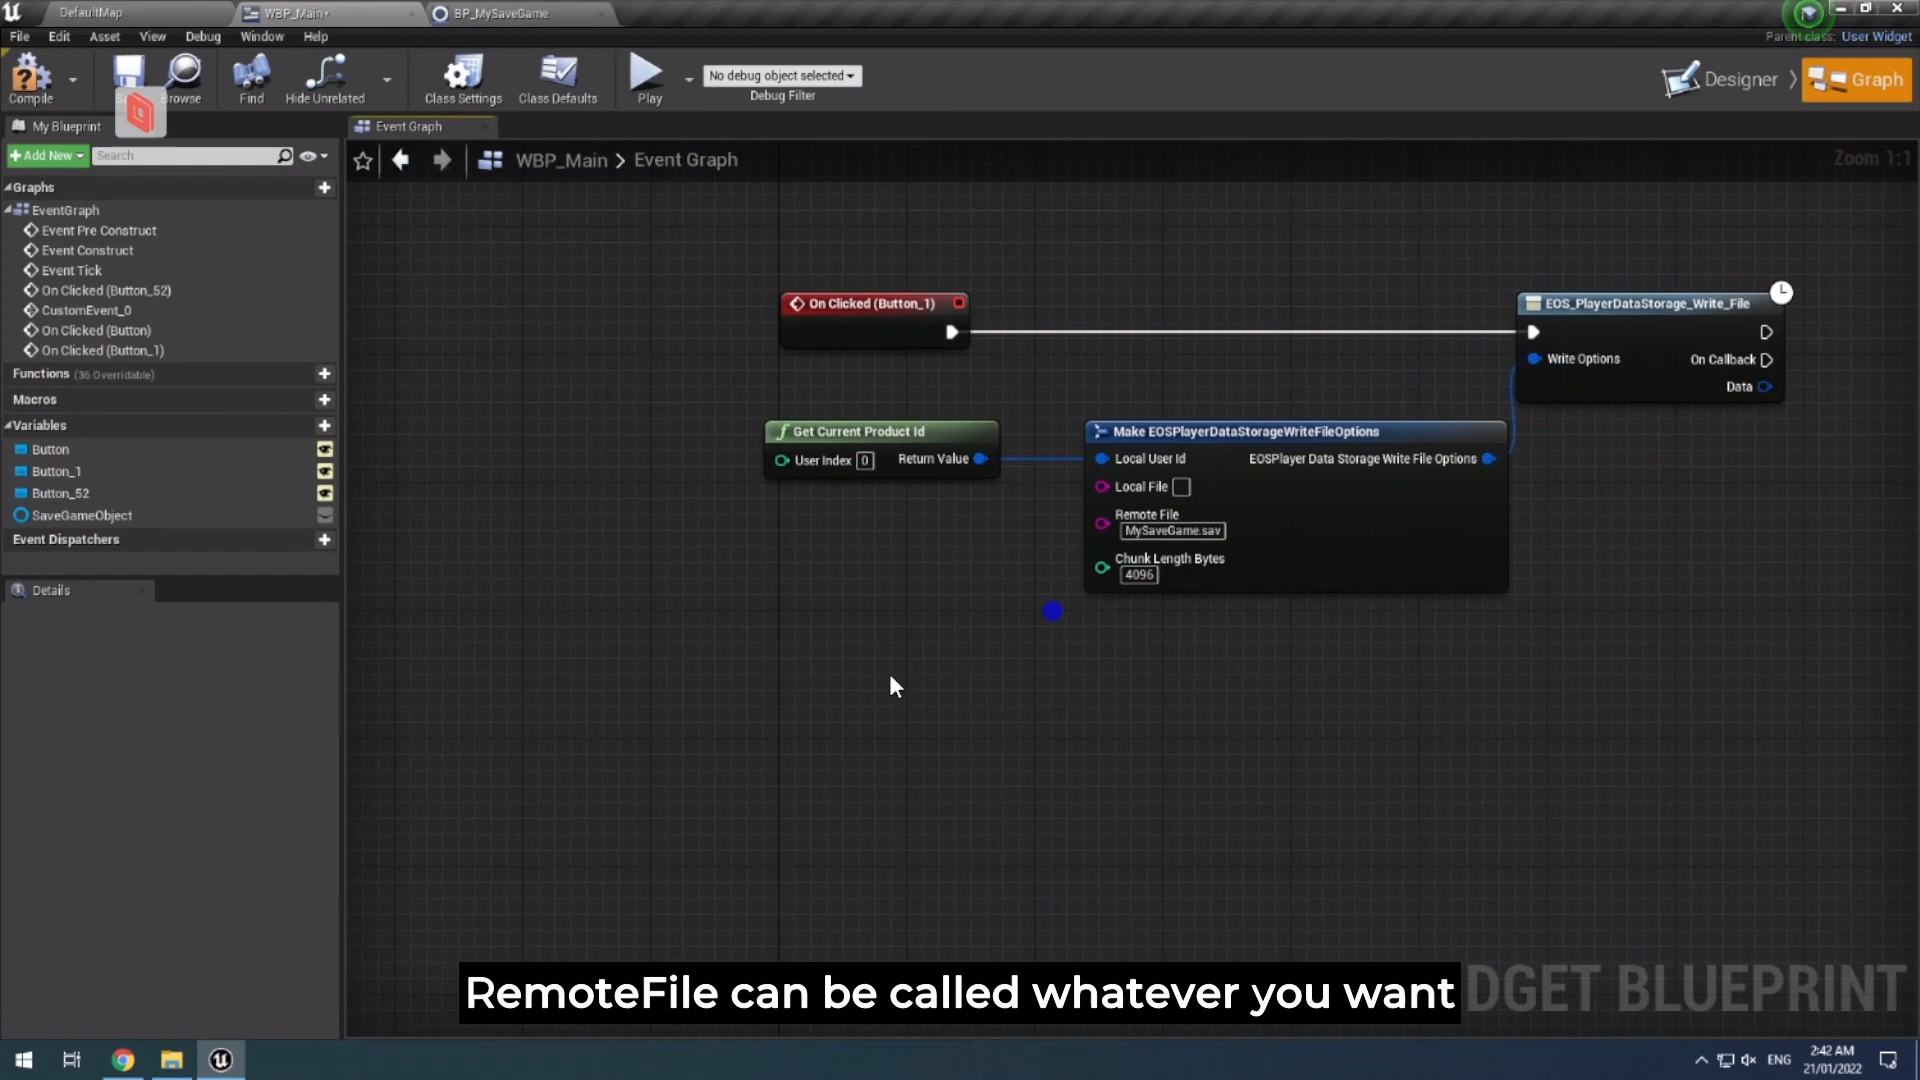 DefaultMap
WBP_Main*
BP_MySaveGame
File Edit Asset View Debug Window Help
Parent class: User Widget
Compile
Browse
Find
Hide Unrelated
Class Settings
Class Defaults
Play
No debug object selected
Debug Filter
Designer
Graph
My Blueprint
Event Graph
Add New
Search
WBP_Main > Event Graph
Zoom 1:1
Graphs
EventGraph
Event Pre Construct
Event Construct
Event Tick
On Clicked (Button_52)
CustomEvent_0
On Clicked (Button)
On Clicked (Button_1)
Functions (36 Overridable)
Macros
Variables
Button
Button_1
Button_52
SaveGameObject
Event Dispatchers
Details
On Clicked (Button_1)
EOS_PlayerDataStorage_Write_File
Write Options
On Callback
Data
Get Current Product Id
User Index 0
Return Value
Make EOSPlayerDataStorageWriteFileOptions
Local User Id
EOSPlayer Data Storage Write File Options
Local File
Remote File
MySaveGame.sav
Chunk Length Bytes
4096
RemoteFile can be called whatever you want
DGET BLUEPRINT
ENG
2:42 AM
21/01/2022